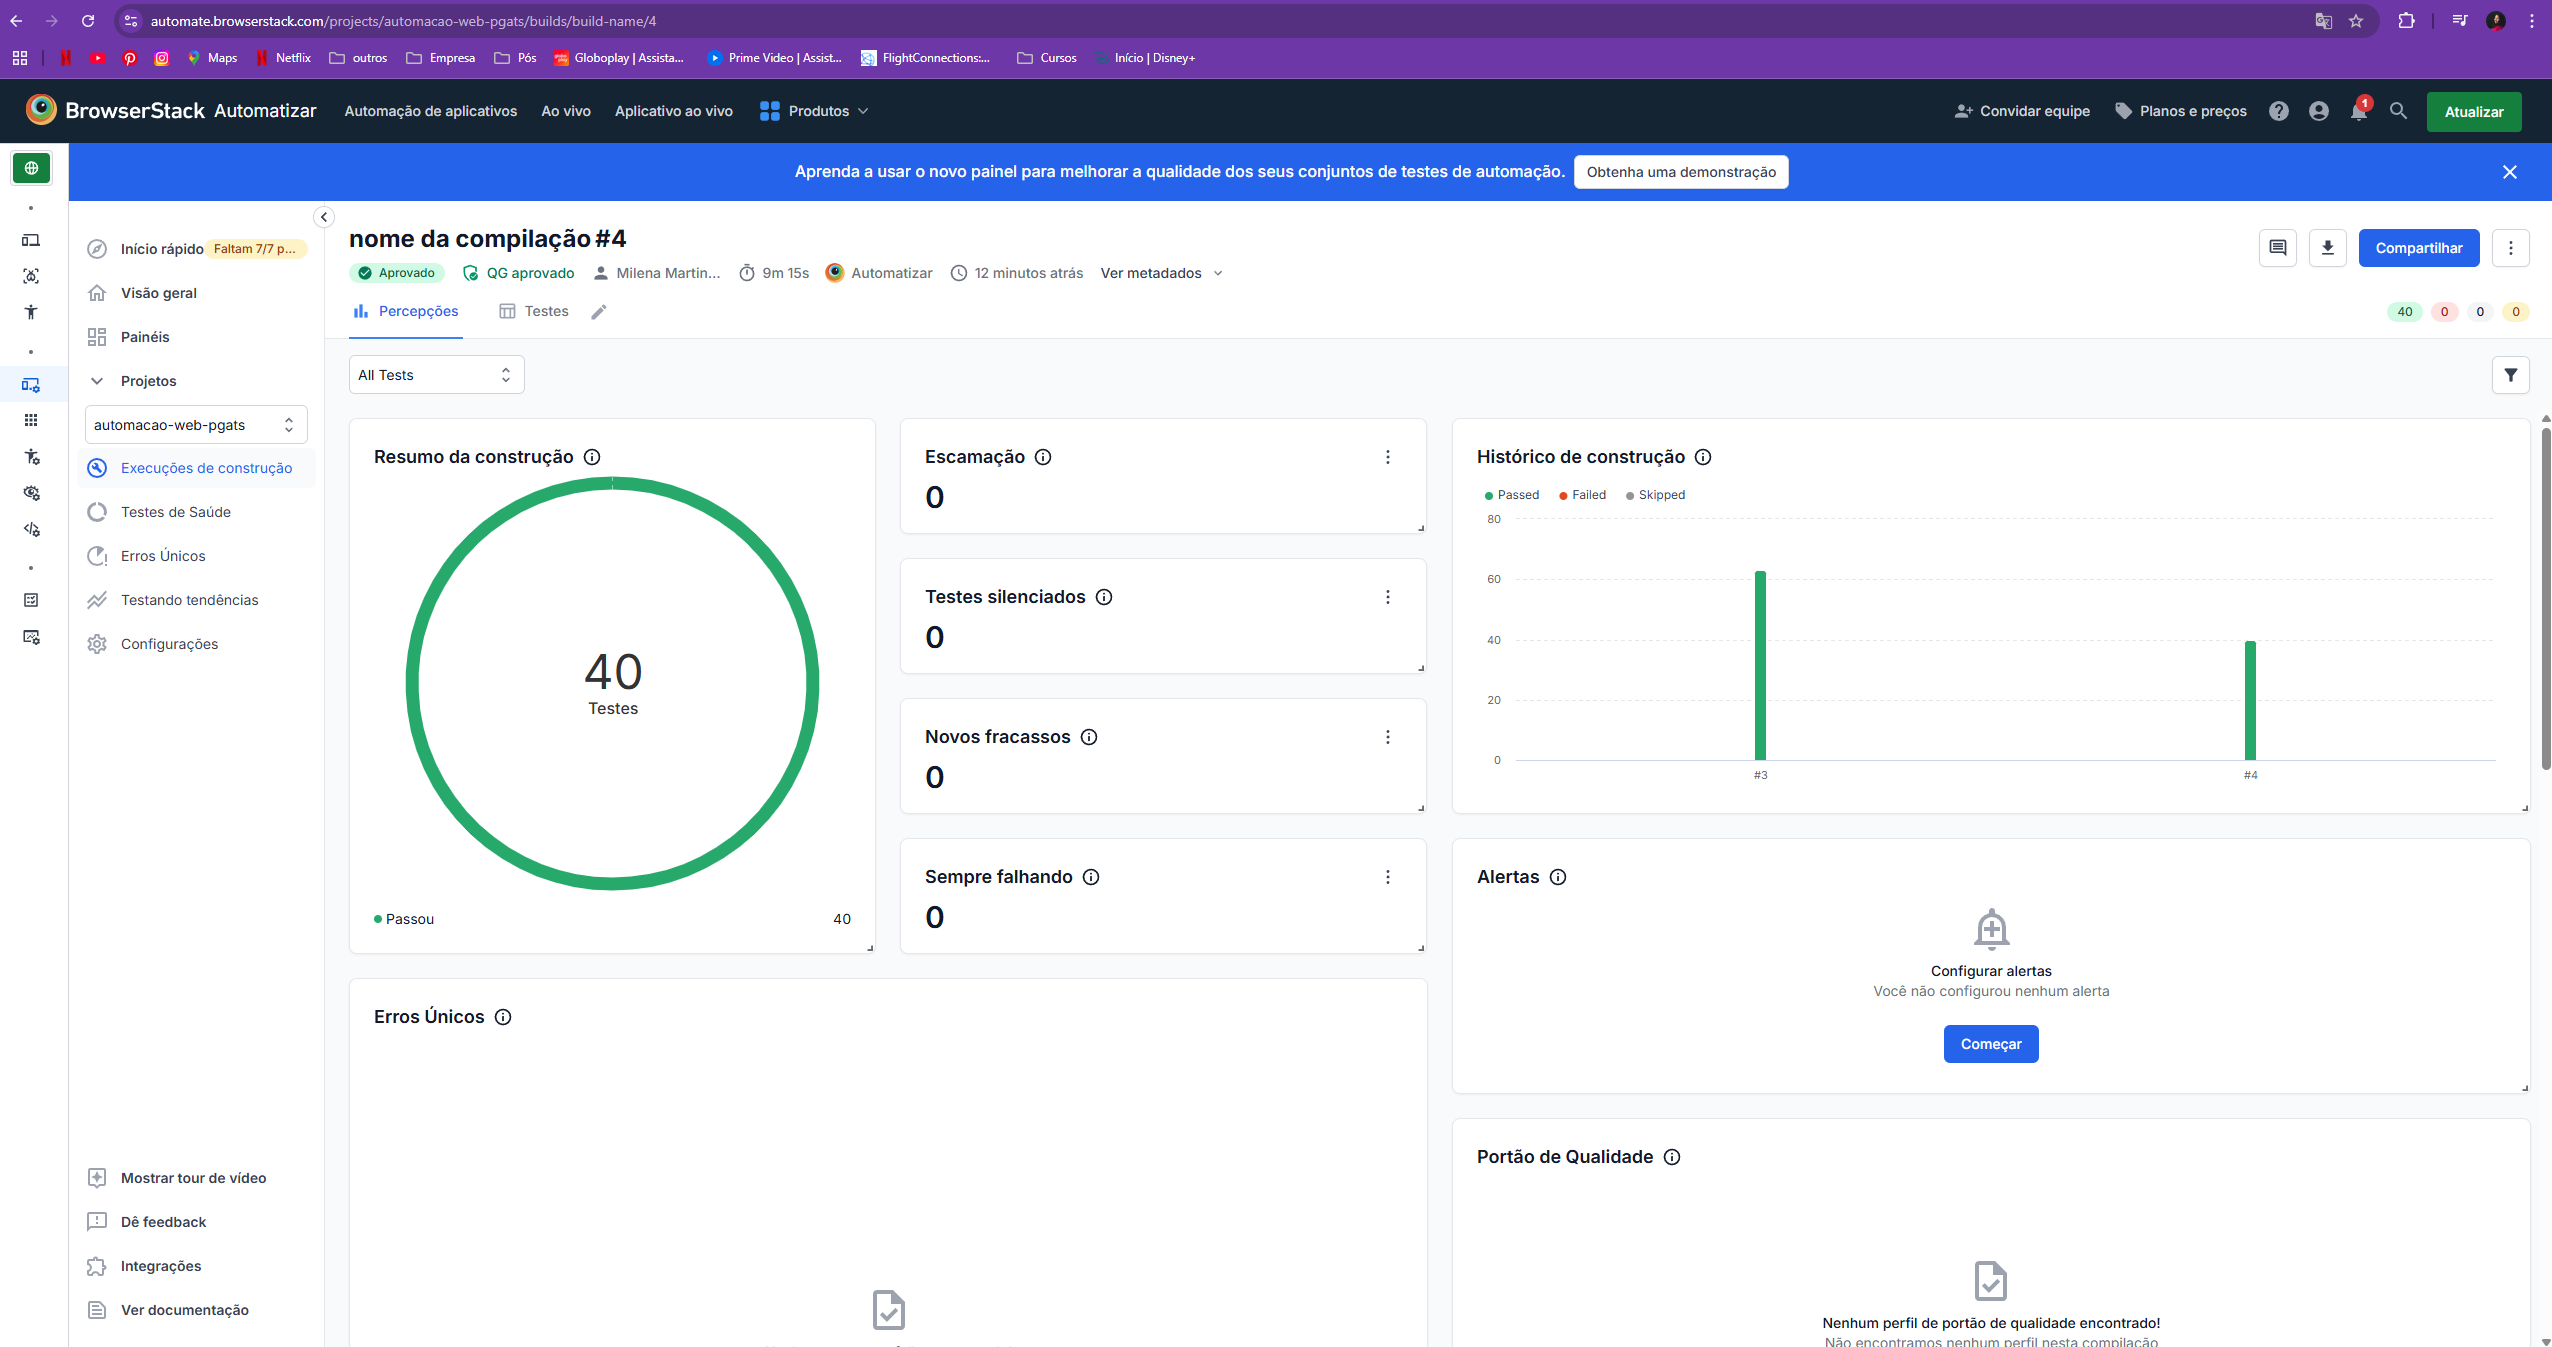 automate.browserstack.com/projects/automacao-web-pgats/builds/build-name/4
Maps
Netflix
outros
Empresa
Pós
Globoplay | Assista...
Prime Video | Assist...
FlightConnections:...
Cursos
Início | Disney+
BrowserStack Automatizar
Automação de aplicativos
Ao vivo
Aplicativo ao vivo
Produtos
Convidar equipe
Planos e preços
1
Atualizar
Aprenda a usar o novo painel para melhorar a qualidade dos seus conjuntos de testes de automação.
Obtenha uma demonstração
Início rápido
Faltam 7/7 p...
Visão geral
Painéis
Projetos
automacao-web-pgats
Execuções de construção
Testes de Saúde
Erros Únicos
Testando tendências
Configurações
Mostrar tour de vídeo
Dê feedback
Integrações
Ver documentação
nome da compilação #4
Aprovado
QG aprovado
Milena Martin...
9m 15s
Automatizar
12 minutos atrás
Ver metadados
Compartilhar
Percepções
Testes
40
0
0
0
All Tests
Resumo da construção
40
Testes
Passou
40
Escamação
0
Testes silenciados
0
Novos fracassos
0
Sempre falhando
0
Histórico de construção
Passed
Failed
Skipped
80
60
40
20
0
#3
#4
Alertas
Configurar alertas
Você não configurou nenhum alerta
Começar
Erros Únicos
Portão de Qualidade
Nenhum perfil de portão de qualidade encontrado!
Não encontramos nenhum perfil nesta compilação